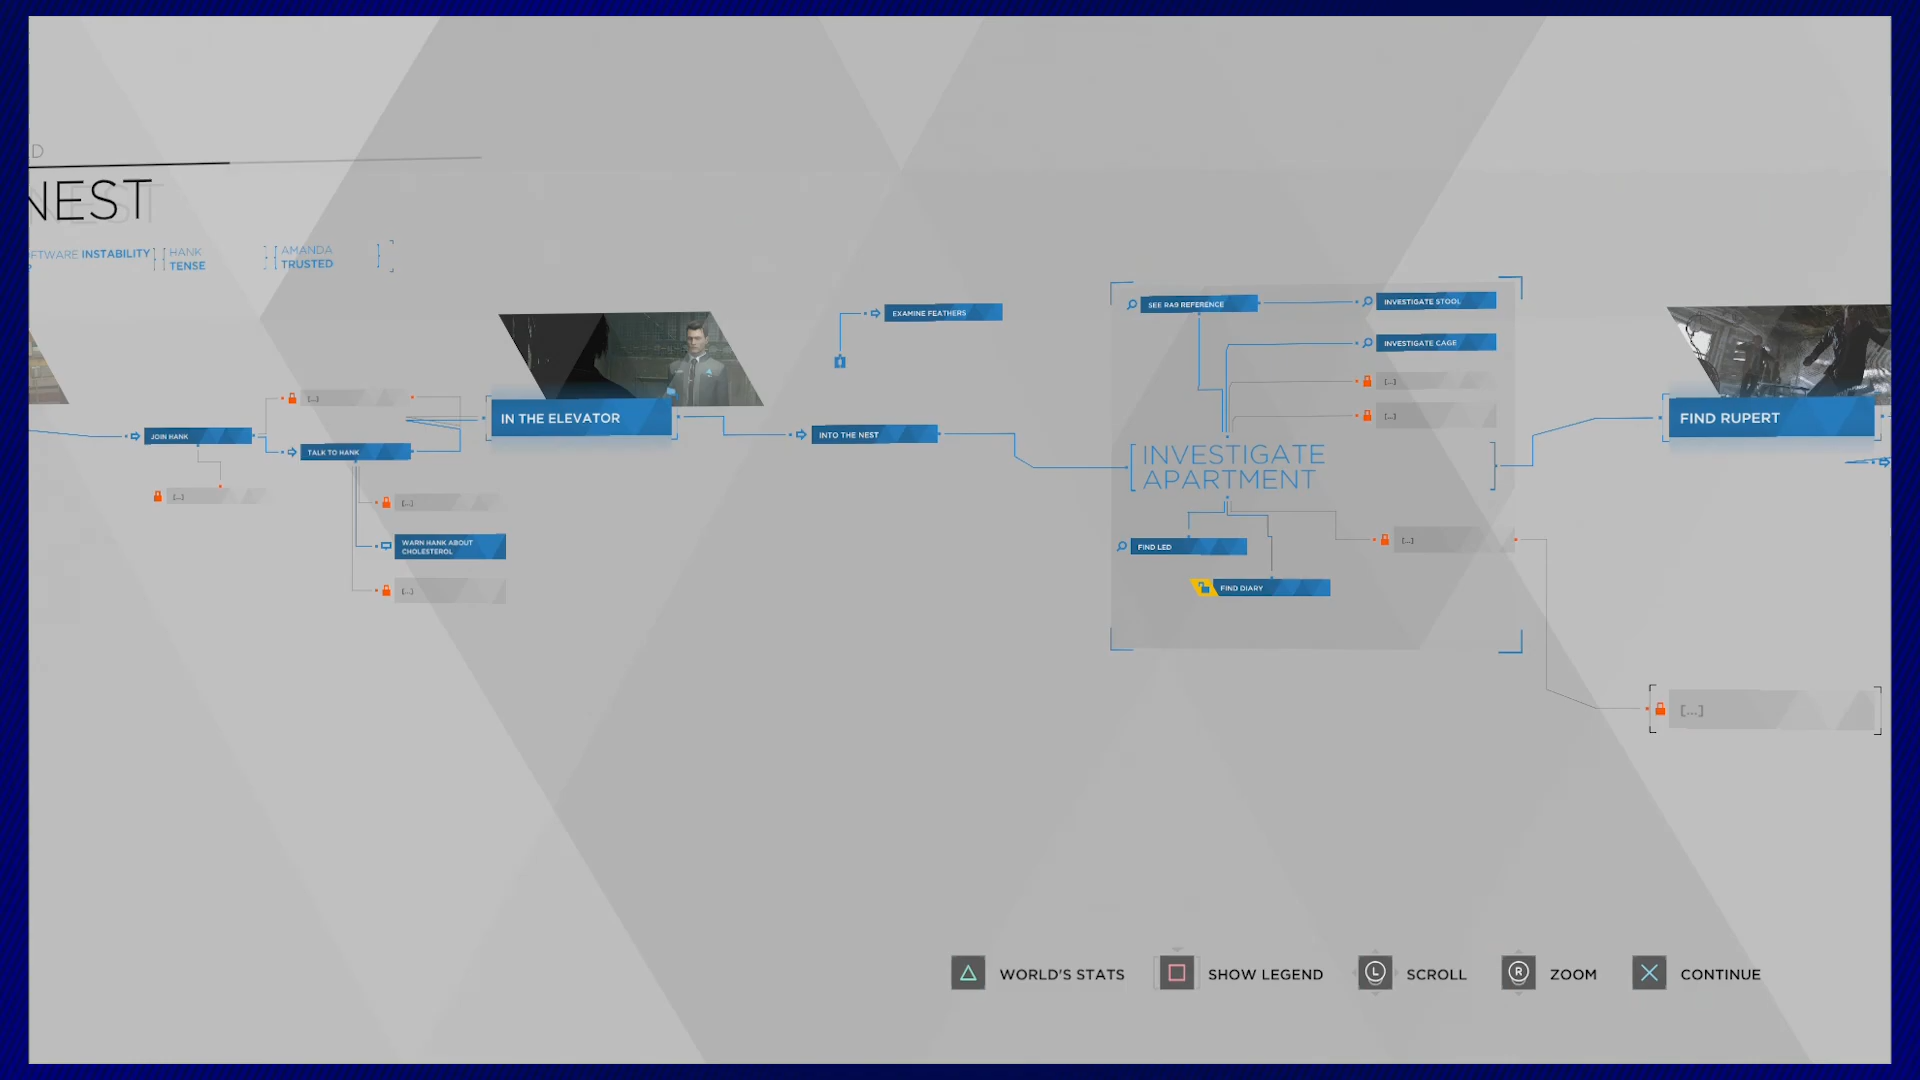 D
NEST
FTWARE INSTABILITY
HANK
TENSE
AMANDA
TRUSTED
JOIN HANK
[...]
[...]
TALK TO HANK
[...]
WARN HANK ABOUT
CHOLESTEROL
[...]
IN THE ELEVATOR
INTO THE NEST
EXAMINE FEATHERS
SEE RA9 REFERENCE
INVESTIGATE STOOL
INVESTIGATE CAGE
[...]
[...]
INVESTIGATE
APARTMENT
FIND LED
FIND DIARY
[...]
FIND RUPERT
[...]
WORLD'S STATS
SHOW LEGEND
L
SCROLL
R
ZOOM
CONTINUE